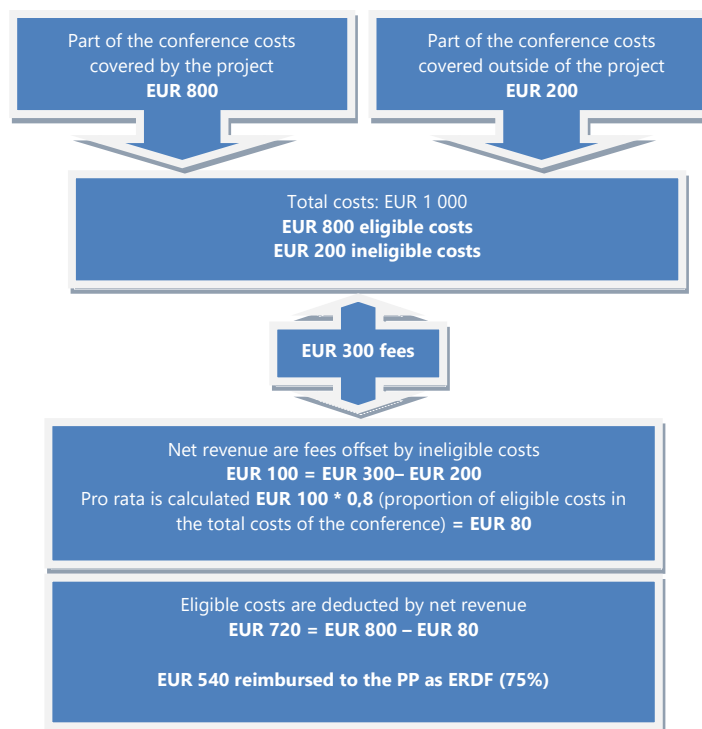 Part of the conference costs
covered by the project
EUR 800
Part of the conference costs
covered outside of the project
EUR 200
Total costs: EUR 1 000
EUR 800 eligible costs
EUR 200 ineligible costs
EUR 300 fees
Net revenue are fees offset by ineligible costs
EUR 100 = EUR 300– EUR 200
Pro rata is calculated EUR 100 * 0,8 (proportion of eligible costs in
the total costs of the conference) = EUR 80
Eligible costs are deducted by net revenue
EUR 720 = EUR 800 – EUR 80
EUR 540 reimbursed to the PP as ERDF (75%)